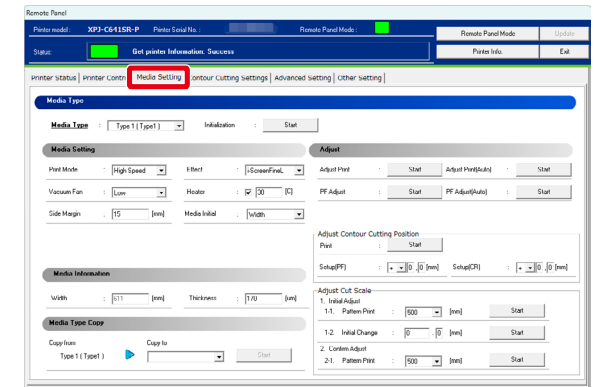 Remote Panel
Printer model : XPJ-C641SR-P Printer Serial No. : Remote Panel Mode : Remote Panel Mode Update
Status: Get printer Information. Success Printer Info. Exit
Printer Status Printer Contr Media Setting Contour Cutting Settings Advanced Setting Other Setting
Media Type
Media Type : Type 1 ( Type1 ) Initialization : Start
Media Setting Adjust
Print Mode : High Speed Effect : iScreenFineL Adjust Print : Start Adjust Print(Auto) : Start
Vacuum Fan : Low Heater : 30 [C] PF Adjust : Start PF Adjust(Auto) : Start
Side Margin : 15 [mm] Media Initial : Width
Adjust Contour Cutting Position
Print : Start
Setup(PF) : + 0 . 0 [mm] Setup(CR) : + 0 . 0 [mm]
Media Information
Width : 611 [mm] Thickness : 170 [um]
Adjust Cut Scale
1. Initial Adjust
1-1. Pattern Print : 500 [mm] Start
1-2. Initial Change : 0 . 0 [mm] Start
2. Confirm Adjust
2-1. Pattern Print : 500 [mm] Start
Media Type Copy
Copy from Copy to
Type 1 ( Type1 ) Start